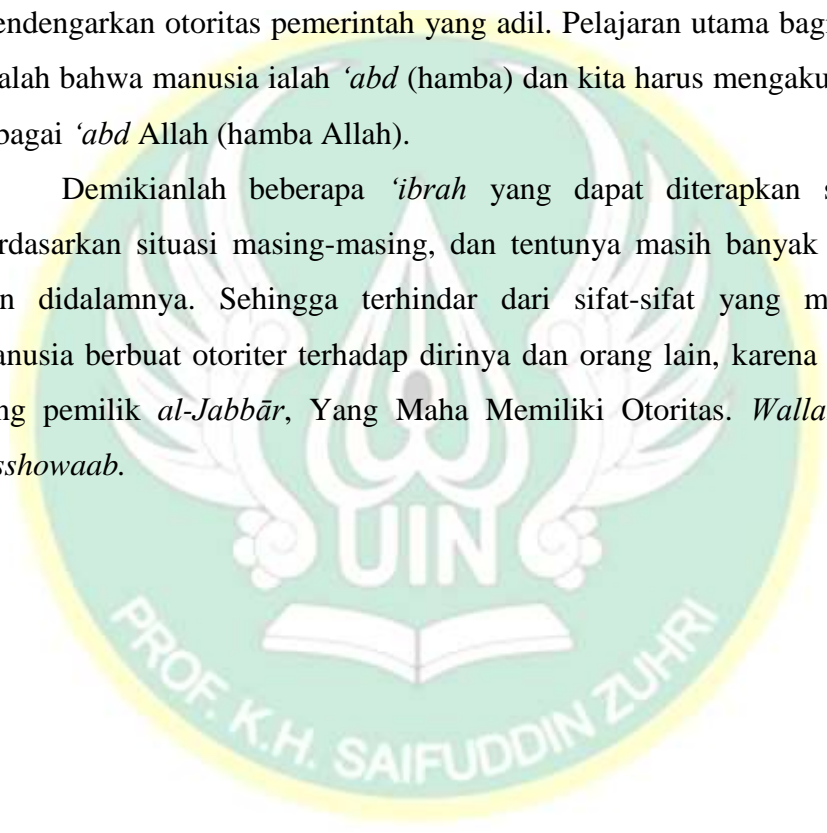 endengarkan otoritas pemerintah yang adil. Pelajaran utama bagi
alah bahwa manusia ialah ‘abd (hamba) dan kita harus mengaku
bagai ‘abd Allah (hamba Allah).
Demikianlah beberapa ‘ibrah yang dapat diterapkan s
rdasarkan situasi masing-masing, dan tentunya masih banyak
n didalamnya. Sehingga terhindar dari sifat-sifat yang m
anusia berbuat otoriter terhadap dirinya dan orang lain, karena
ng pemilik al-Jabbār, Yang Maha Memiliki Otoritas. Walla
sshowaab.
UIN
PROF. K.H. SAIFUDDIN ZUHRI